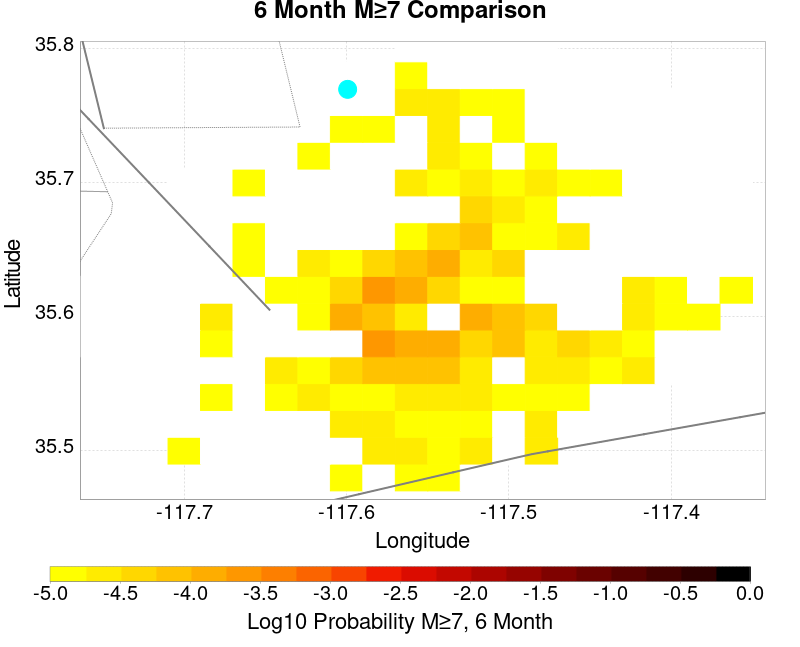 6 Month M≥7 Comparison
35.8
35.7
35.6
35.5
Latitude
-117.7 -117.6 -117.5 -117.4
Longitude
-5.0 -4.5 -4.0 -3.5 -3.0 -2.5 -2.0 -1.5 -1.0 -0.5 0.0
Log10 Probability M≥7, 6 Month